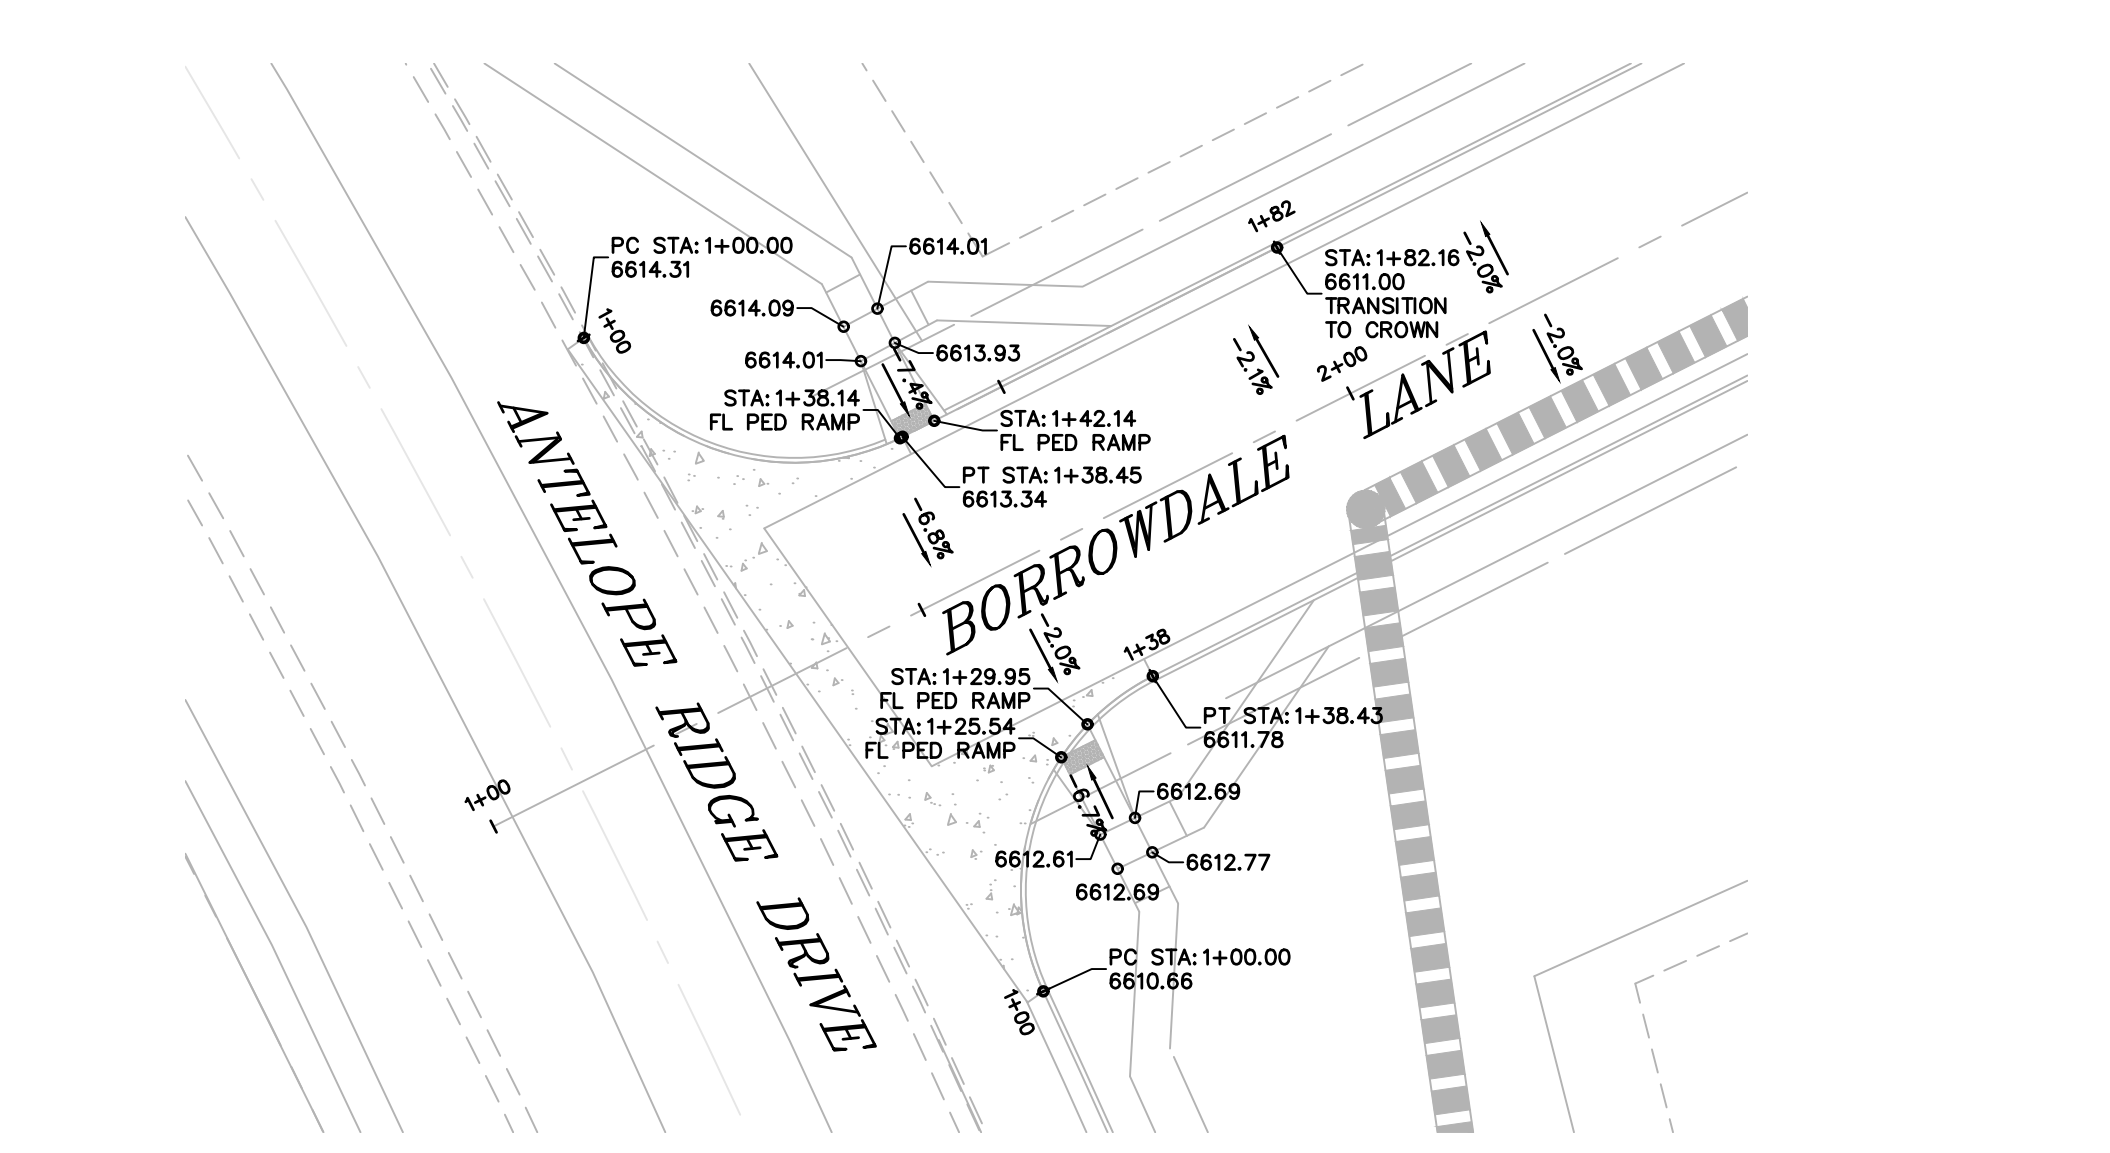 1+82
PC STA:1+00.00
6614.31
6614.01
STA:1+82.16
6611.00
TRANSITION
TO CROWN
-2.0%
6614.09
1+00
6614.01
6613.93
-2.1%
2+00
-2.0%
-7.4%
STA:1+38.14
FL PED RAMP
STA:1+42.14
FL PED RAMP
PT STA:1+38.45
6613.34
-6.8%
BORROWDALE LANE
ANTELOPE RIDGE DRIVE
-2.0%
1+38
STA:1+29.95
FL PED RAMP
STA:1+25.54
FL PED RAMP
PT STA:1+38.43
6611.78
1+00
-6.7%
6612.69
6612.61
6612.77
6612.69
PC STA:1+00.00
6610.66
1+00